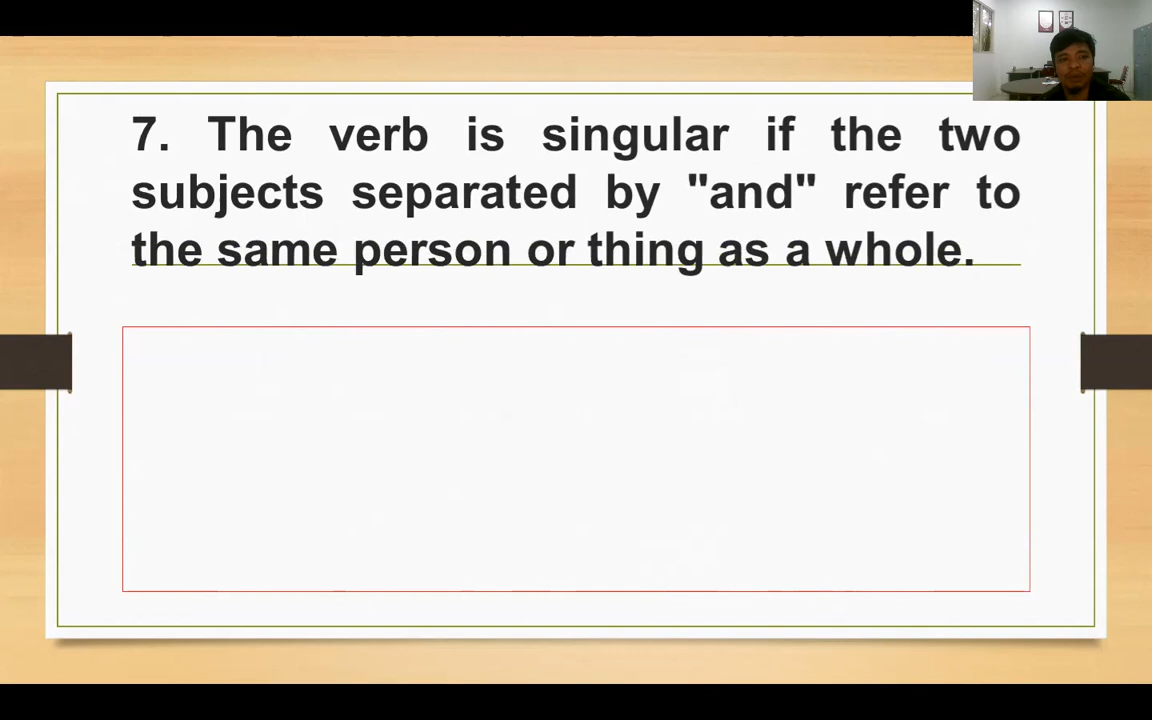 7. The verb is singular if the two
subjects separated by "and" refer to
the same person or thing as a whole.